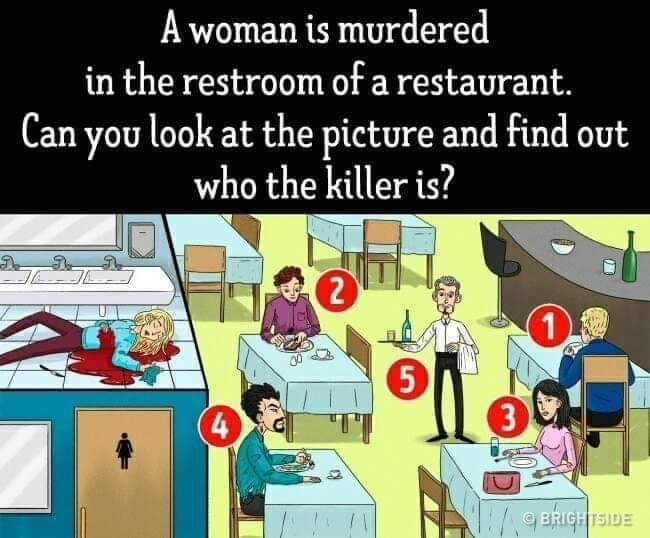 A woman is murdered
in the restroom of a restaurant.
Can you look at the picture and find out
who the killer is?
2
1
5
4
3
© BRIGHTSIDE